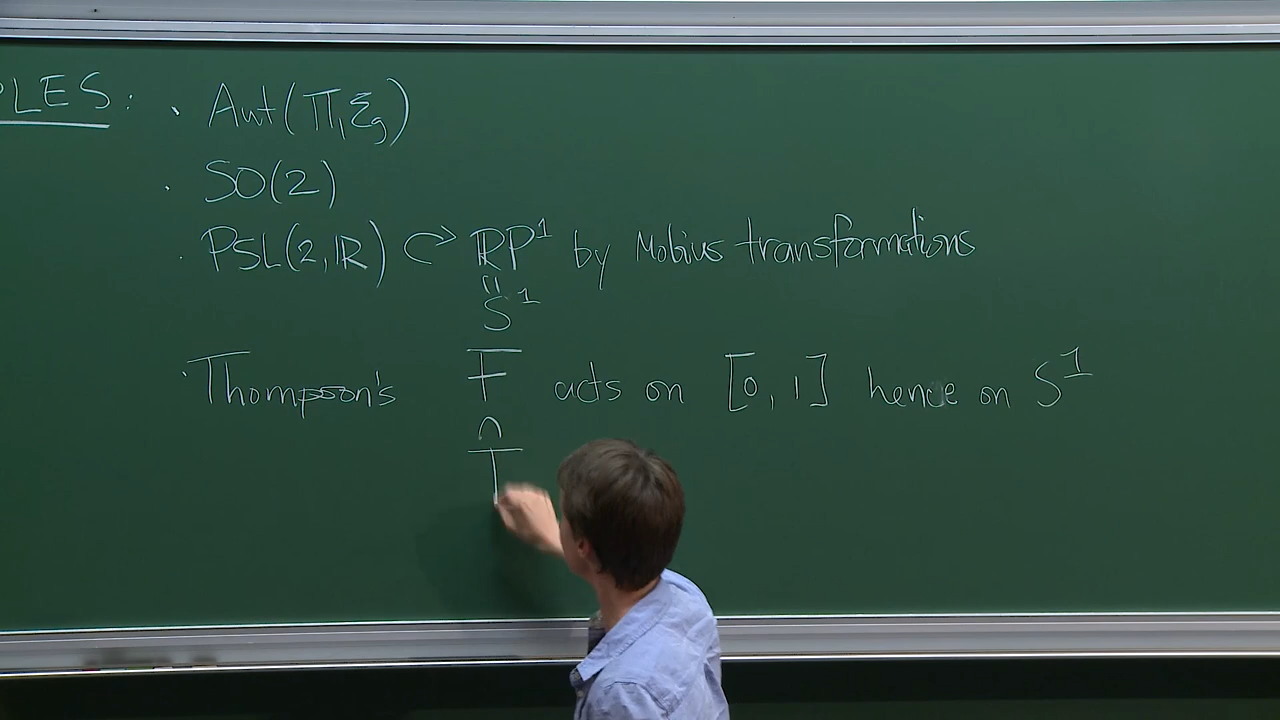 PLES: · Aut(π₁Σg)
· SO(2)
· PSL(2,ℝ) ↪ ℝP¹ by Mobius transformations
=
S¹
· Thompson's F acts on [0,1] hence on S¹
∩
T